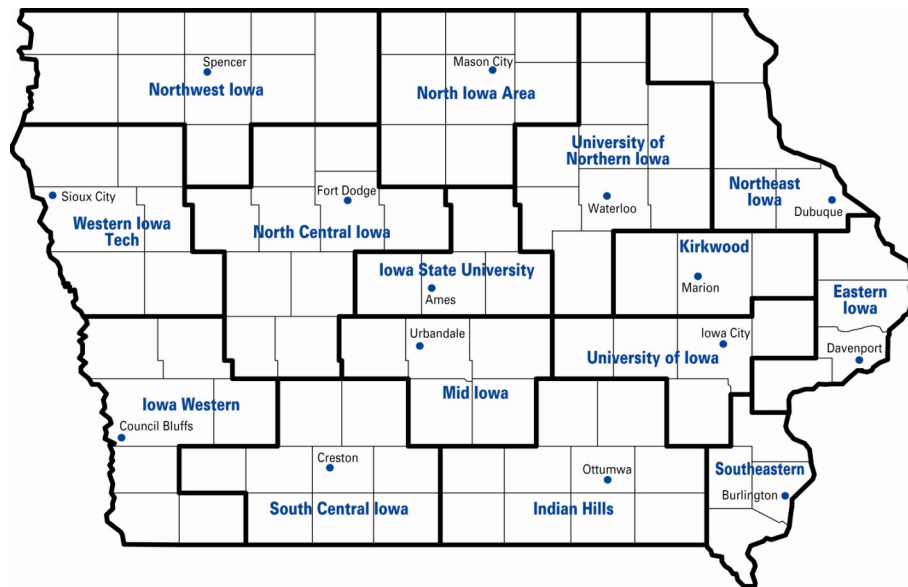 Spencer
Northwest Iowa
Mason City
North Iowa Area
University of
Northern Iowa
Waterloo
Northeast
Iowa
Dubuque
Sioux City
Western Iowa
Tech
Fort Dodge
North Central Iowa
Iowa State University
Ames
Kirkwood
Marion
Eastern
Iowa
Davenport
Urbandale
Mid Iowa
Iowa City
University of Iowa
Iowa Western
Council Bluffs
Creston
South Central Iowa
Ottumwa
Indian Hills
Southeastern
Burlington